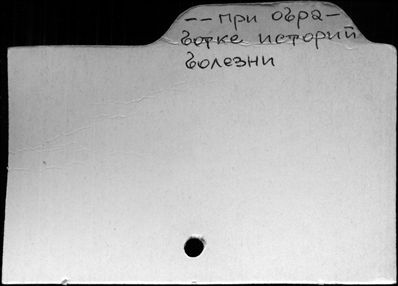 -- При обра-
ботке историй
болезни